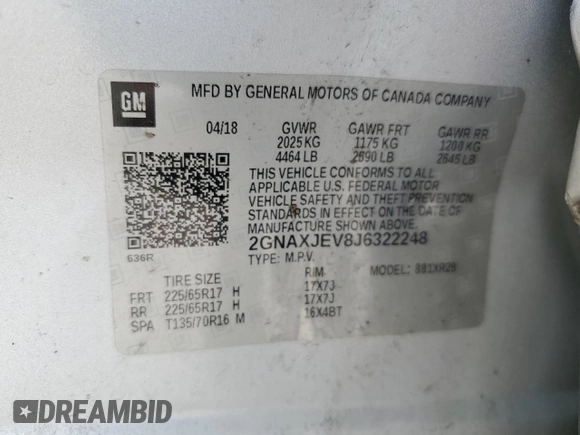 GM
MFD BY GENERAL MOTORS OF CANADA COMPANY
04/18 GVWR GAWR FRT GAWR RR
2025 KG 1175 KG 1200 KG
4464 LB 2590 LB 2645 LB
THIS VEHICLE CONFORMS TO ALL
APPLICABLE U.S. FEDERAL MOTOR
VEHICLE SAFETY AND THEFT PREVENTION
STANDARDS IN EFFECT ON THE DATE OF
MANUFACTURE SHOWN ABOVE.
2GNAXJEV8J6322248
636R
TYPE: M.P.V. MODEL: 881XR26
TIRE SIZE RIM
FRT 225/65R17 H 17X7J
RR 225/65R17 H 17X7J
SPA T135/70R16 M 16X4BT
DREAMBID